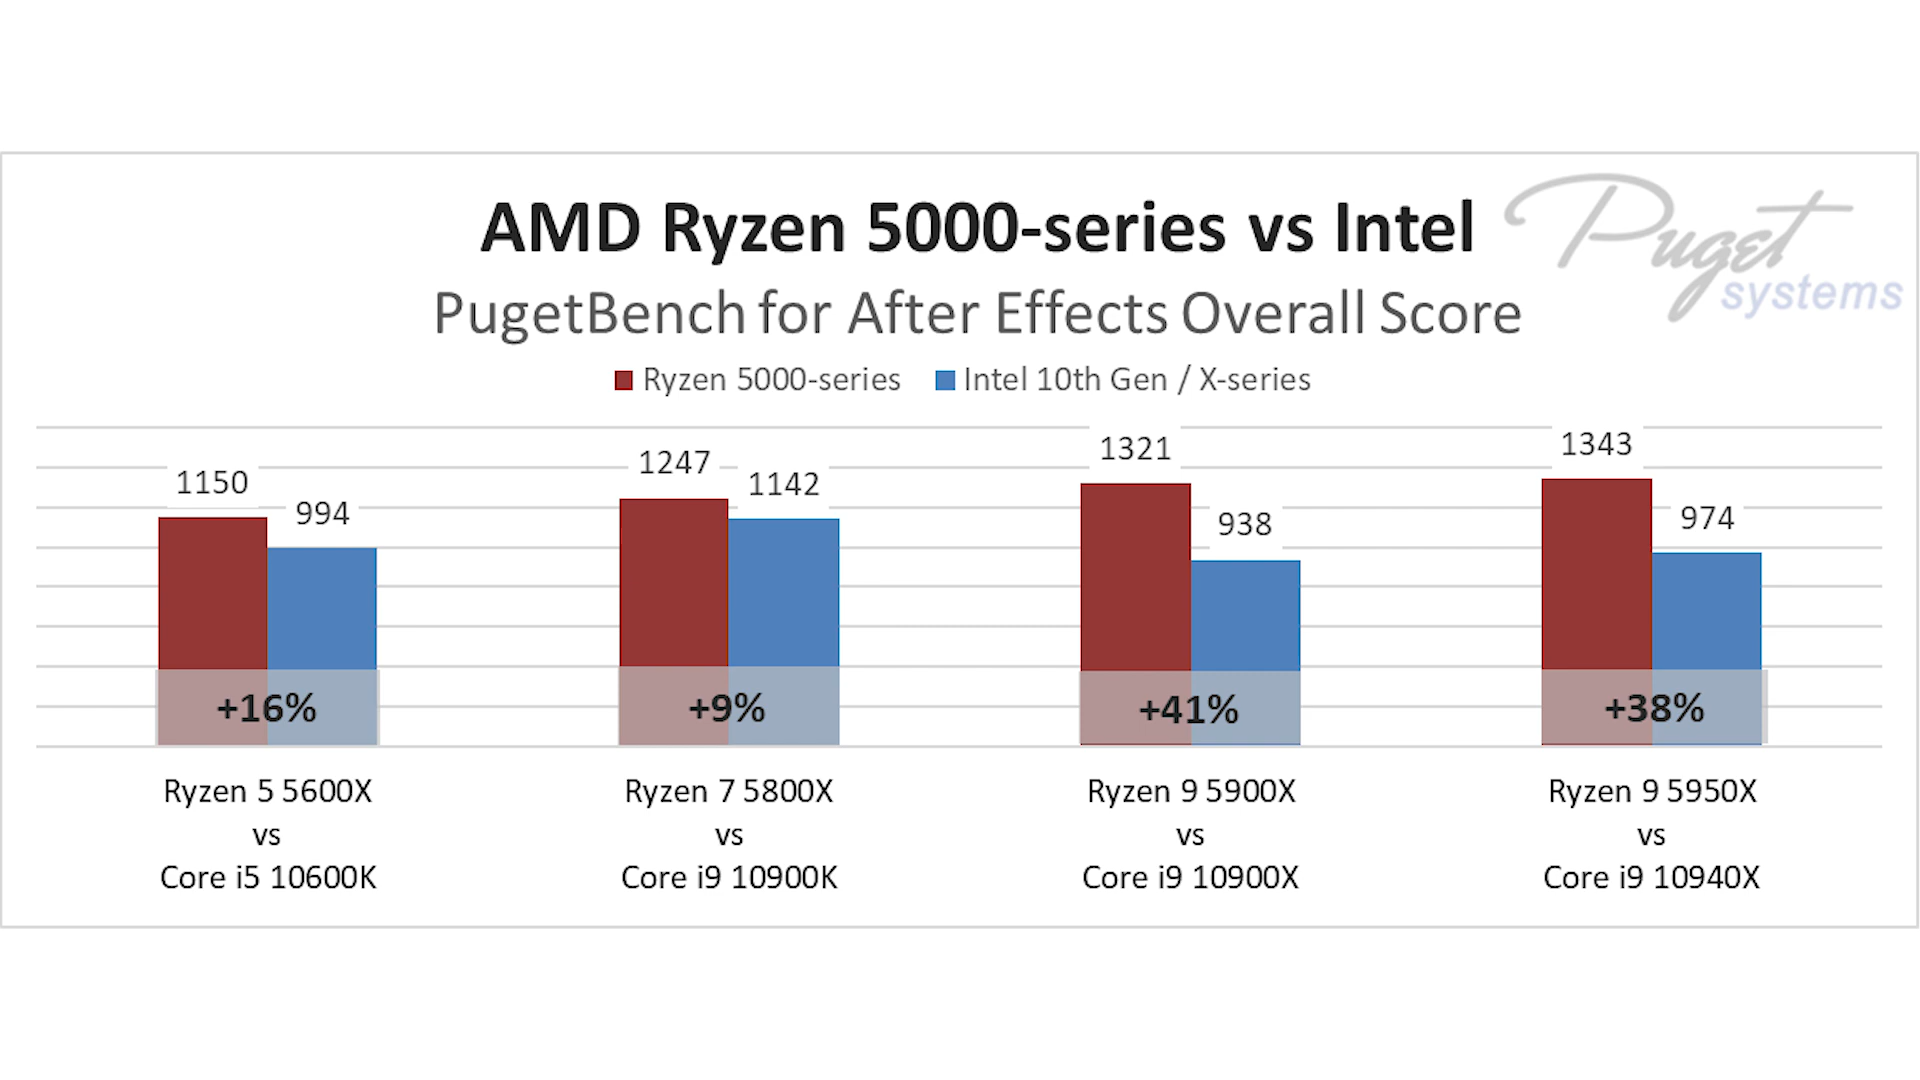 AMD Ryzen 5000-series vs Intel
Puget
systems
PugetBench for After Effects Overall Score
Ryzen 5000-series
Intel 10th Gen / X-series
1150
994
1247
1142
1321
938
1343
974
+16%
+9%
+41%
+38%
Ryzen 5 5600X
vs
Core i5 10600K
Ryzen 7 5800X
vs
Core i9 10900K
Ryzen 9 5900X
vs
Core i9 10900X
Ryzen 9 5950X
vs
Core i9 10940X